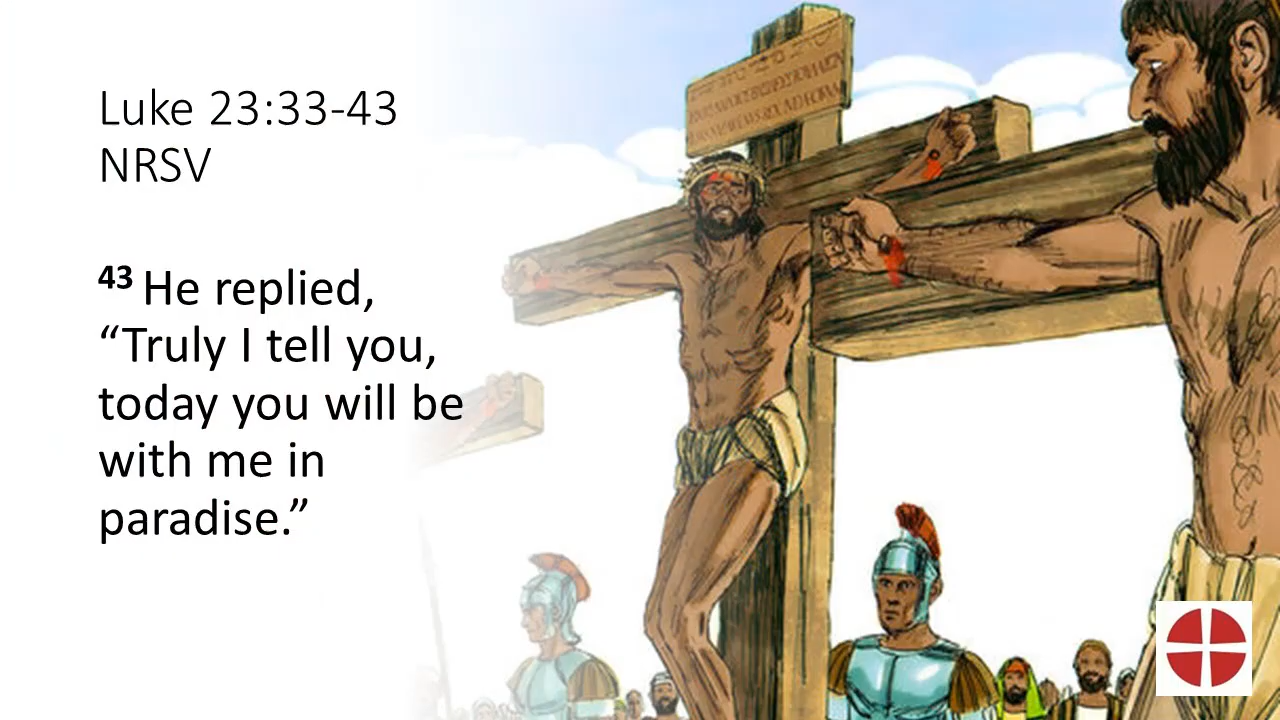 Luke 23:33-43
NRSV
43 He replied,
“Truly I tell you,
today you will be
with me in
paradise.”